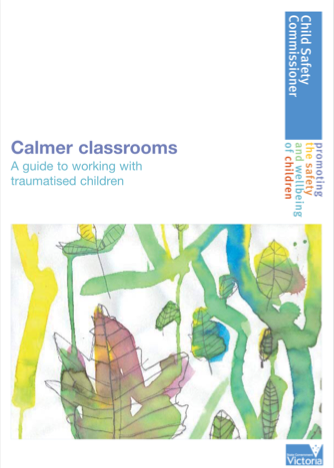 Child Safety
Commissioner
promoting
the safety
and wellbeing
of children
Calmer classrooms
A guide to working with
traumatised children
Victoria